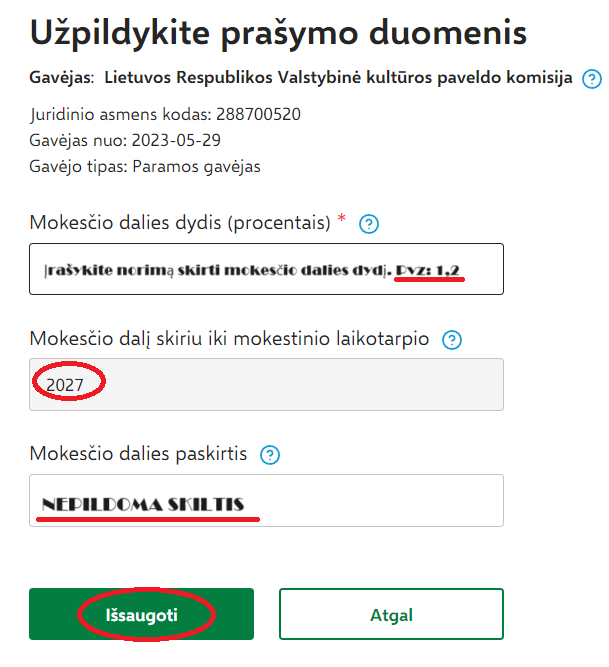 Užpildykite prašymo duomenis
Gavėjas: Lietuvos Respublikos Valstybinė kultūros paveldo komisija ?
Juridinio asmens kodas: 288700520
Gavėjas nuo: 2023-05-29
Gavėjo tipas: Paramos gavėjas
Mokesčio dalies dydis (procentais) * ?
Įrašykite norimą skirti mokesčio dalies dydį. Pvz: 1,2
Mokesčio dalį skiriu iki mokestinio laikotarpio ?
2027
Mokesčio dalies paskirtis ?
NEPILDOMA SKILTIS
Išsaugoti
Atgal